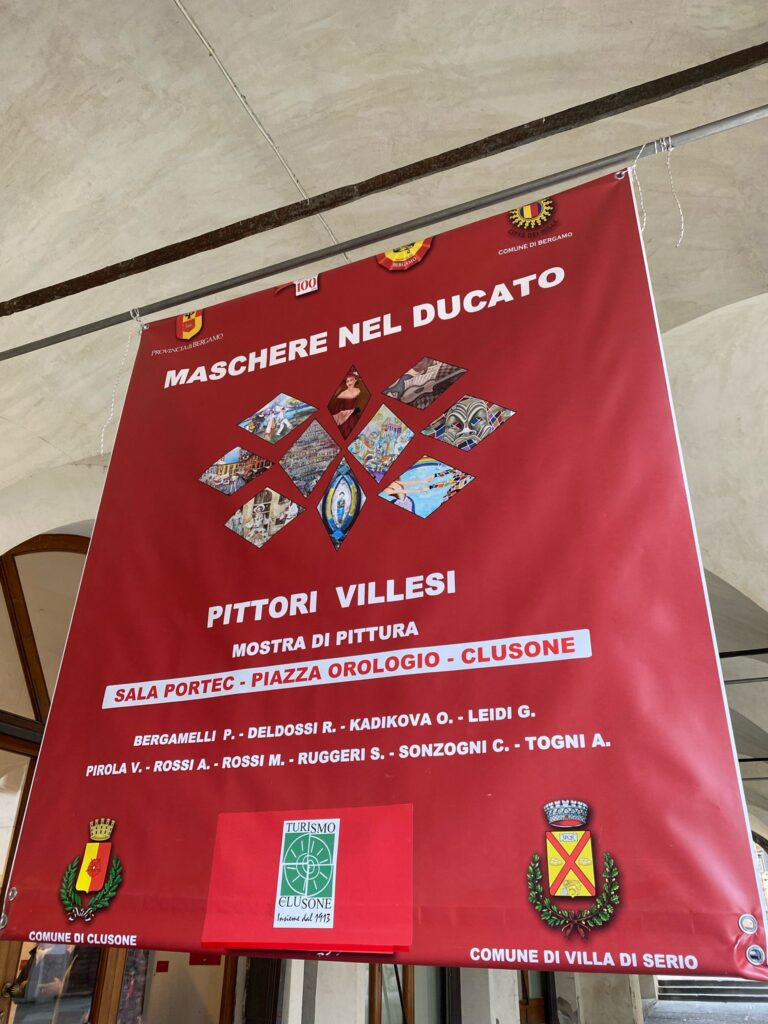 COMUNE DI BERGAMO
BERGAMO
100
PROVINCIA di BERGAMO
MASCHERE NEL DUCATO
PITTORI VILLESI
MOSTRA DI PITTURA
SALA PORTEC - PIAZZA OROLOGIO - CLUSONE
BERGAMELLI P. - DELDOSSI R. - KADIKOVA O. - LEIDI G.
PIROLA V. - ROSSI A. - ROSSI M. - RUGGERI S. - SONZOGNI C. - TOGNI A.
TURISMO
CLUSONE
Insieme dal 1913
COMUNE DI CLUSONE
COMUNE DI VILLA DI SERIO